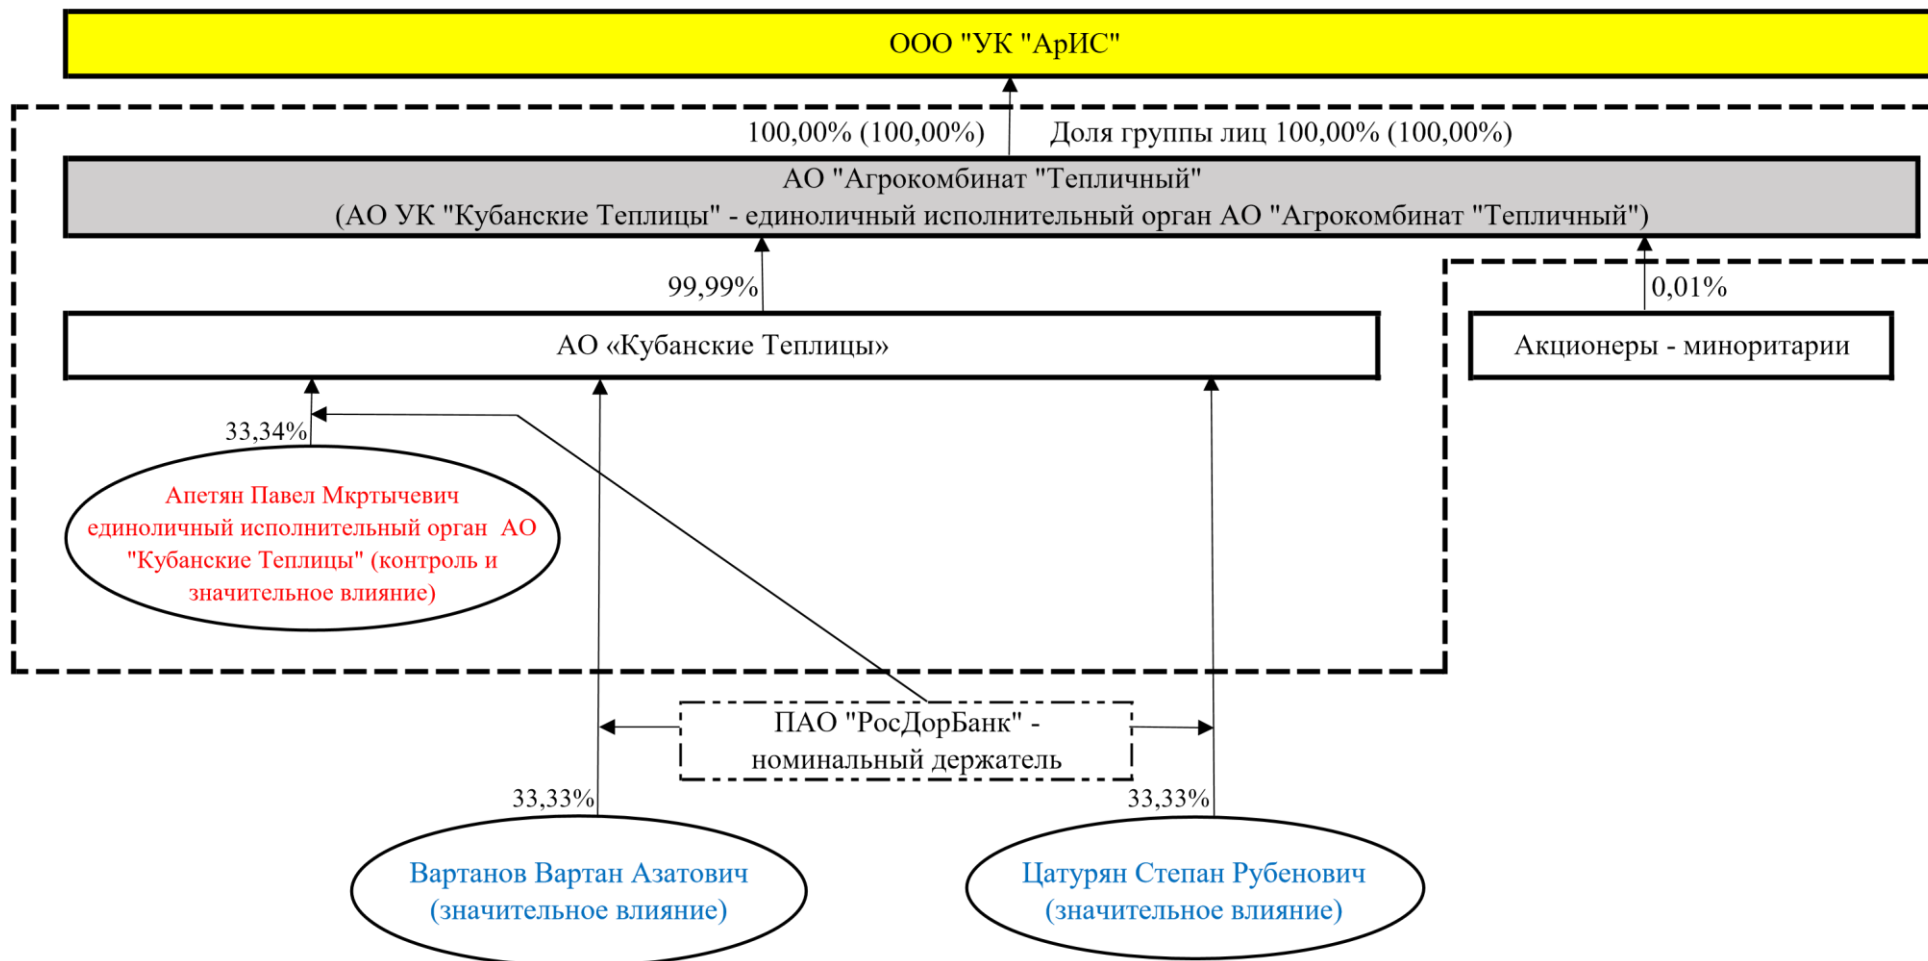 ООО "УК "АрИС"
100,00% (100,00%) Доля группы лиц 100,00% (100,00%)
АО "Агрокомбинат "Тепличный"
(АО УК "Кубанские Теплицы" - единоличный исполнительный орган АО "Агрокомбинат "Тепличный")
99,99%
0,01%
АО «Кубанские Теплицы»
Акционеры - миноритарии
33,34%
Апетян Павел Мкртычевич
единоличный исполнительный орган АО
"Кубанские Теплицы" (контроль и
значительное влияние)
ПАО "РосДорБанк" -
номинальный держатель
33,33%
33,33%
Вартанов Вартан Азатович
(значительное влияние)
Цатурян Степан Рубенович
(значительное влияние)